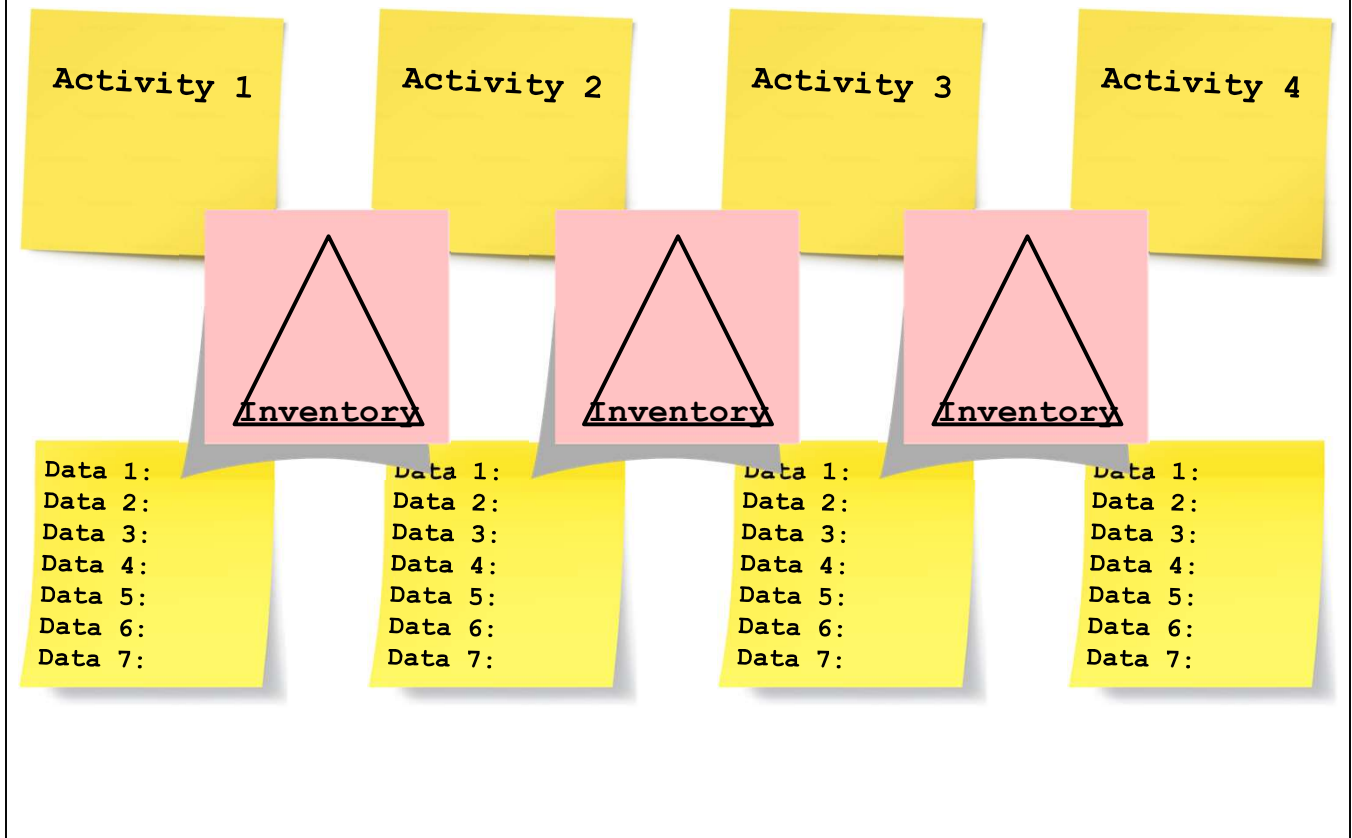 Activity 1
Activity 2
Activity 3
Activity 4
Inventory
Inventory
Inventory
Data 1:
Data 2:
Data 3:
Data 4:
Data 5:
Data 6:
Data 7:
Data 1:
Data 2:
Data 3:
Data 4:
Data 5:
Data 6:
Data 7:
Data 1:
Data 2:
Data 3:
Data 4:
Data 5:
Data 6:
Data 7:
Data 1:
Data 2:
Data 3:
Data 4:
Data 5:
Data 6:
Data 7: